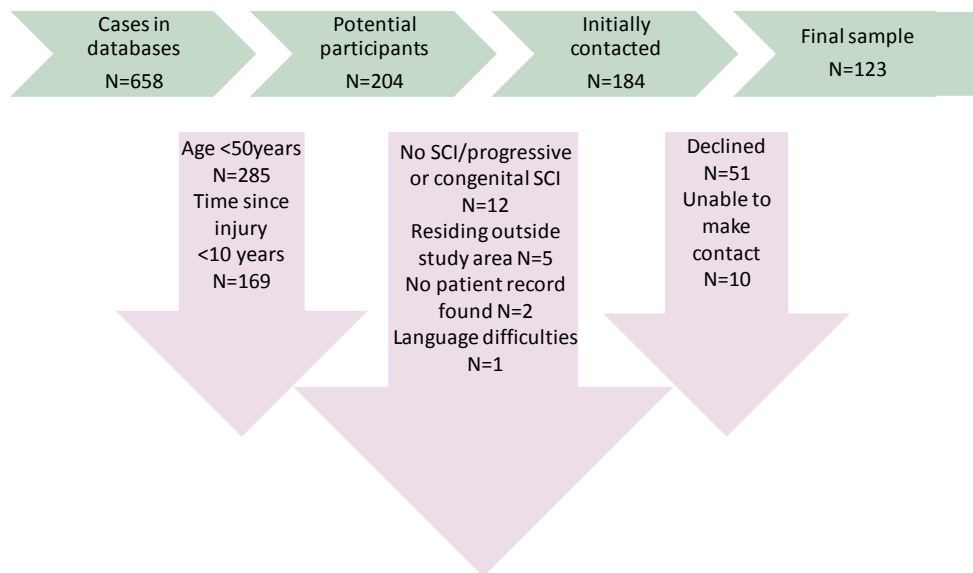 Cases in
databases
N=658
Potential
participants
N=204
Initially
contacted
N=184
Final sample
N=123
Age <50years
N=285
Time since
injury
<10 years
N=169
No SCI/progressive
or congenital SCI
N=12
Residing outside
study area N=5
No patient record
found N=2
Language difficulties
N=1
Declined
N=51
Unable to
make
contact
N=10